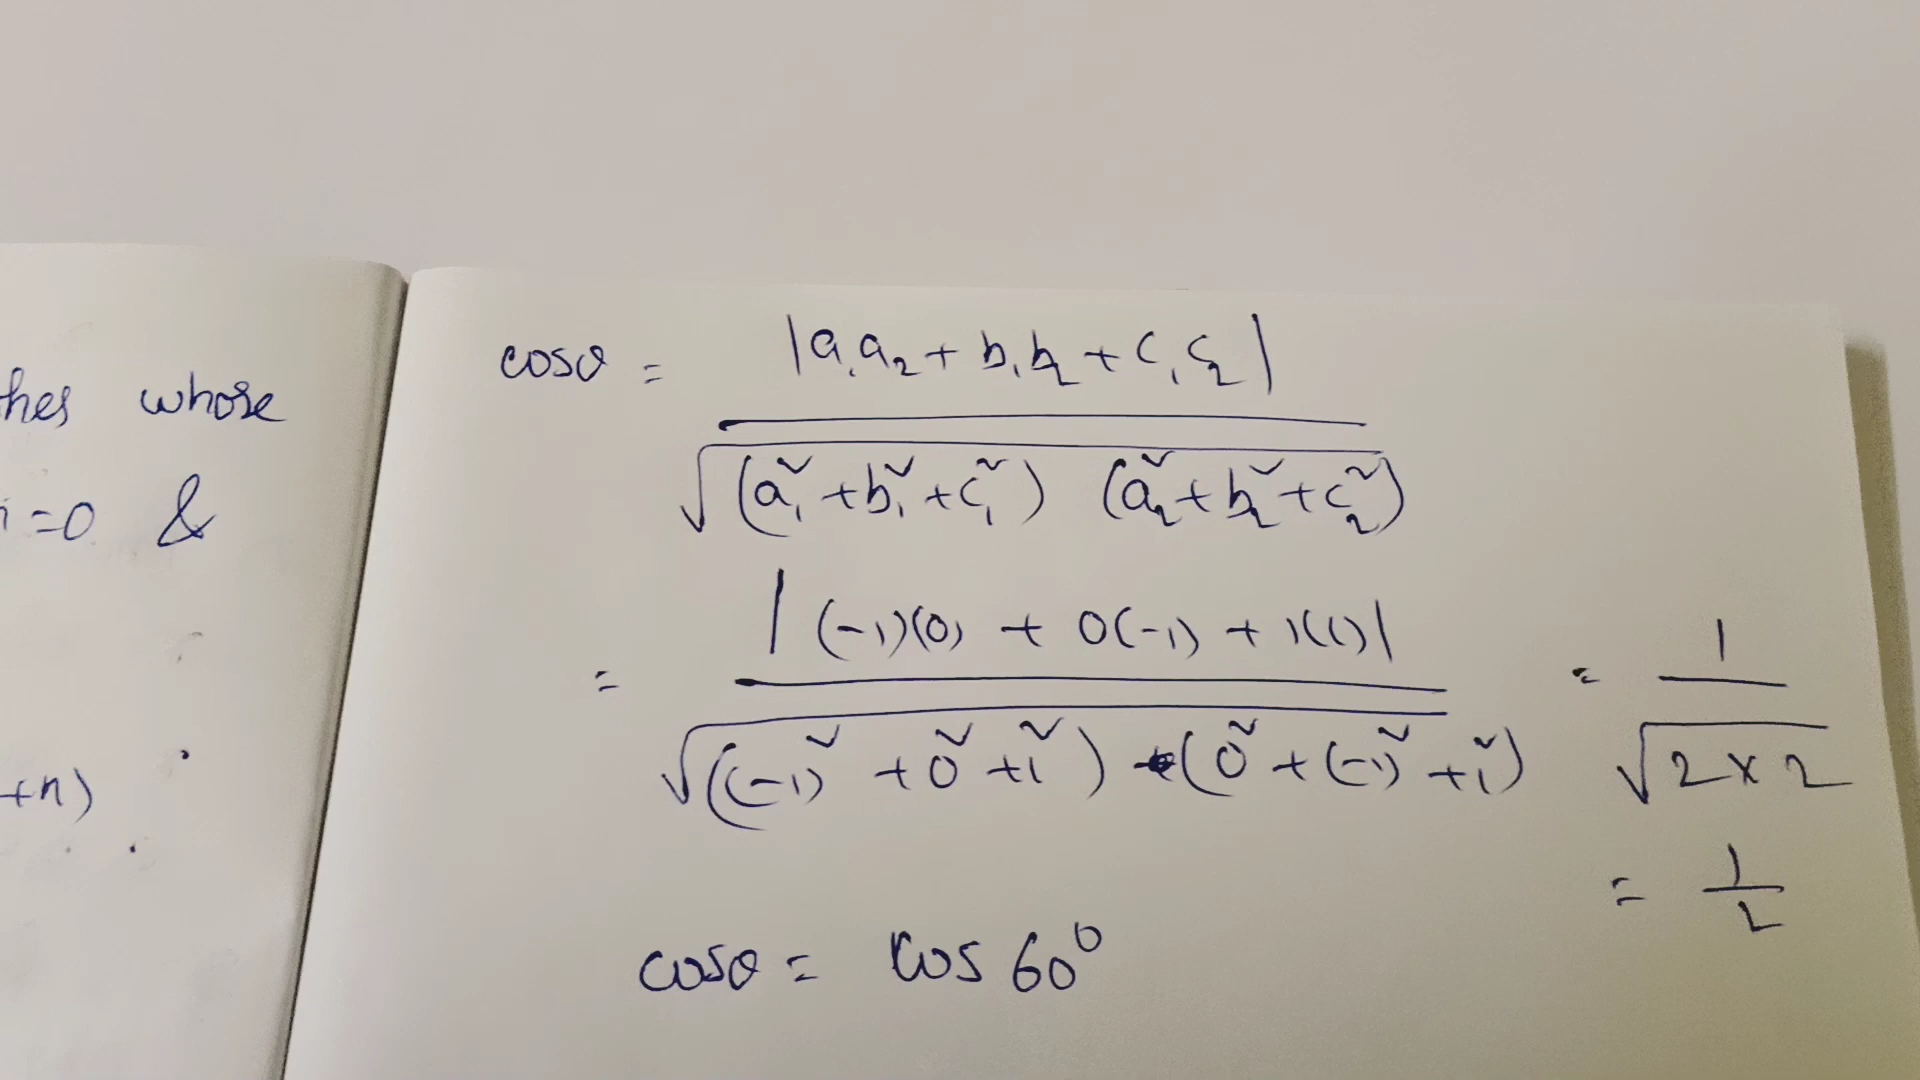 hes whose
=0 &
+n)
cosθ = |a₁a₂ + b₁b₂ + c₁c₂|
√(a₁² + b₁² + c₁²) (a₂² + b₂² + c₂²)
= |(-1)(0) + 0(-1) + 1(1)| = 1
√((-1)² + 0² + 1²) (0² + (-1)² + 1²) √2×2
= 1/2
cosθ = cos 60⁰